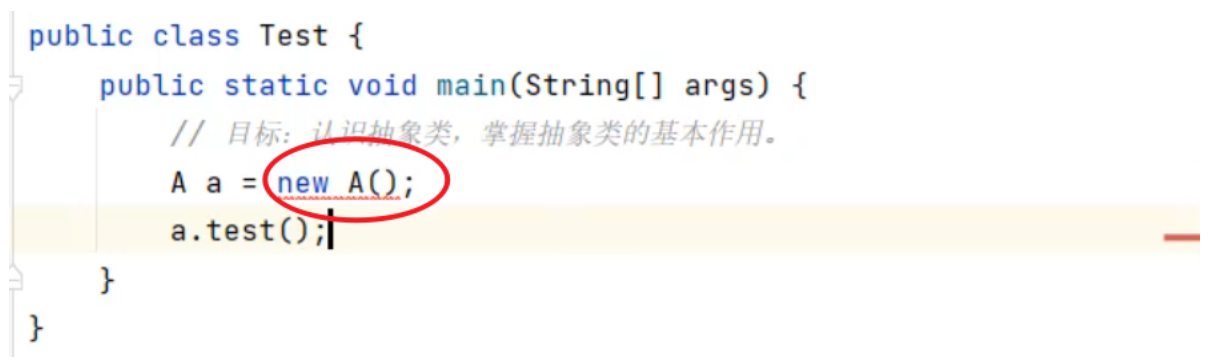 public class Test {
    public static void main(String[] args) {
        // 目标：认识抽象类，掌握抽象类的基本作用。
        A a = new A();
        a.test();
    }
}